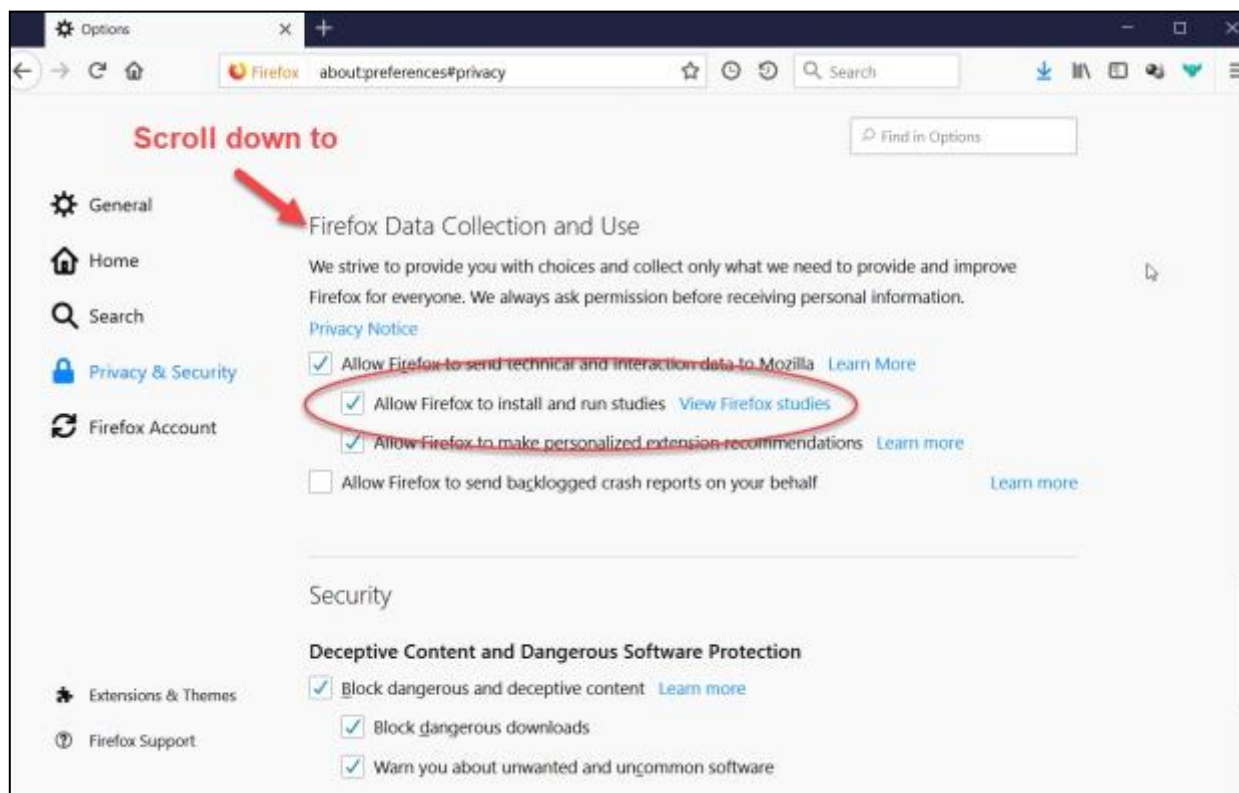 Options
Firefox about:preferences#privacy Search
Scroll down to
Find in Options
General
Home
Search
Privacy & Security
Firefox Account
Firefox Data Collection and Use
We strive to provide you with choices and collect only what we need to provide and improve
Firefox for everyone. We always ask permission before receiving personal information.
Privacy Notice
Allow Firefox to send technical and interaction data to Mozilla Learn More
Allow Firefox to install and run studies View Firefox studies
Allow Firefox to make personalized extension recommendations Learn more
Allow Firefox to send backlogged crash reports on your behalf Learn more
Security
Deceptive Content and Dangerous Software Protection
Block dangerous and deceptive content Learn more
Block dangerous downloads
Warn you about unwanted and uncommon software
Extensions & Themes
Firefox Support